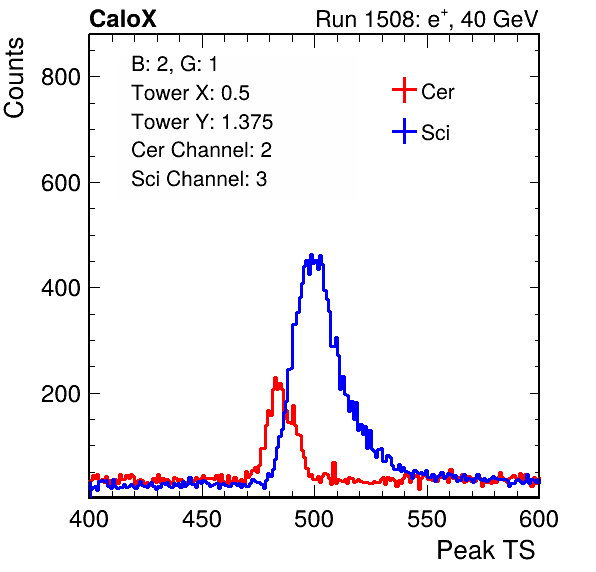 CaloX Run 1508: e⁺, 40 GeV
Counts
B: 2, G: 1
Tower X: 0.5
Tower Y: 1.375
Cer Channel: 2
Sci Channel: 3
Cer
Sci
800
600
400
200
400 450 500 550 600
Peak TS